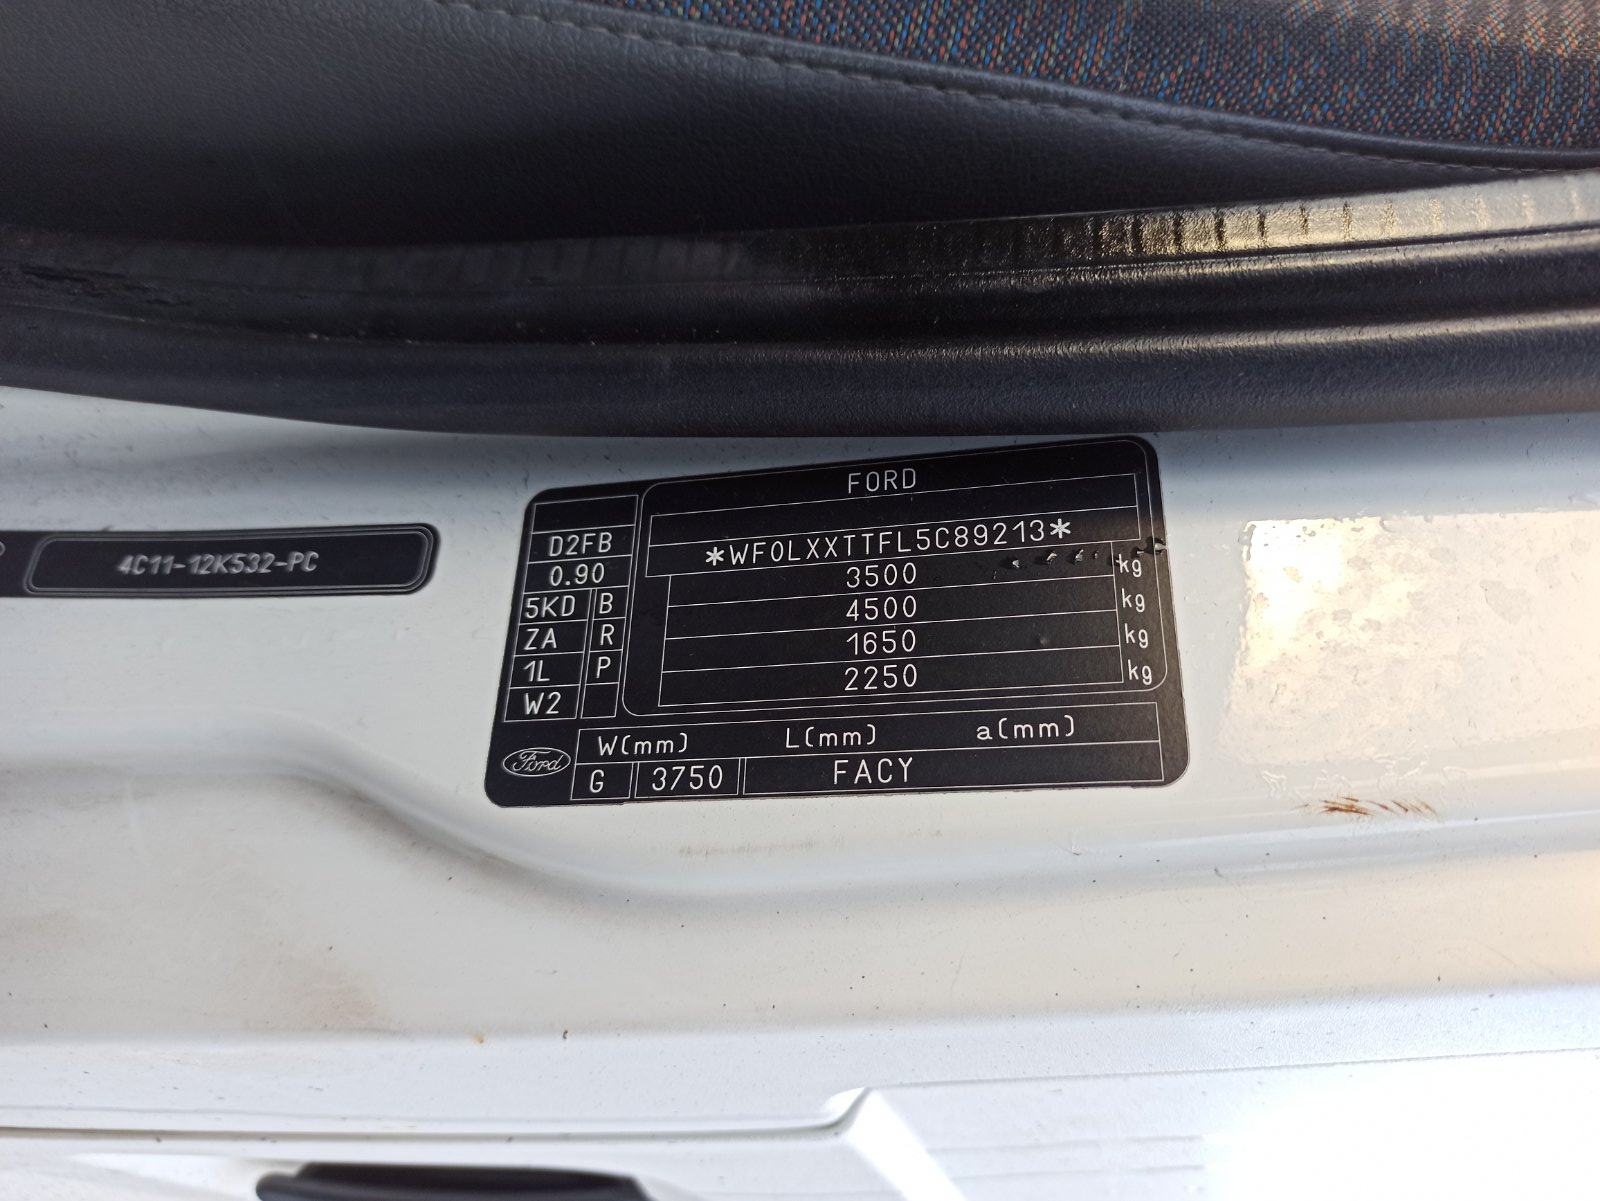 4C11-12K532-PC
FORD
*WF0LXXTTFL5C89213*
3500 kg
4500 kg
1650 kg
2250 kg
D2FB
0.90
5KD B
ZA R
1L P
W2
W(mm) L(mm) a(mm)
Ford G 3750 FACY